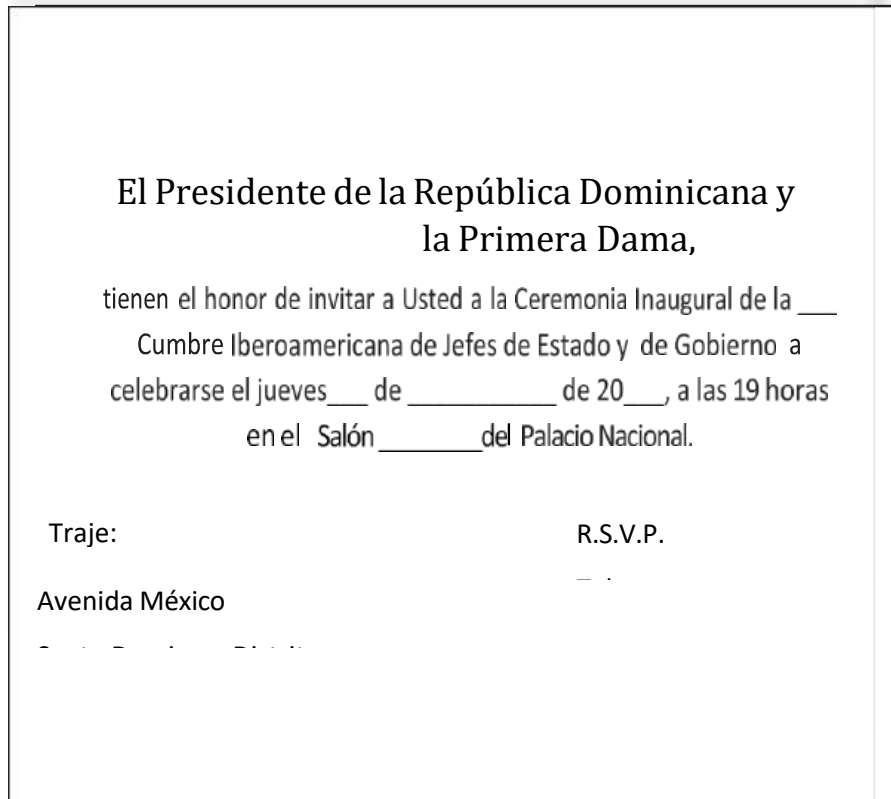 El Presidente de la República Dominicana y
la Primera Dama,
tienen el honor de invitar a Usted a la Ceremonia Inaugural de la ___
Cumbre Iberoamericana de Jefes de Estado y de Gobierno a
celebrarse el jueves___ de ___________ de 20___, a las 19 horas
en el Salón ________del Palacio Nacional.
Traje:
R.S.V.P.
Avenida México